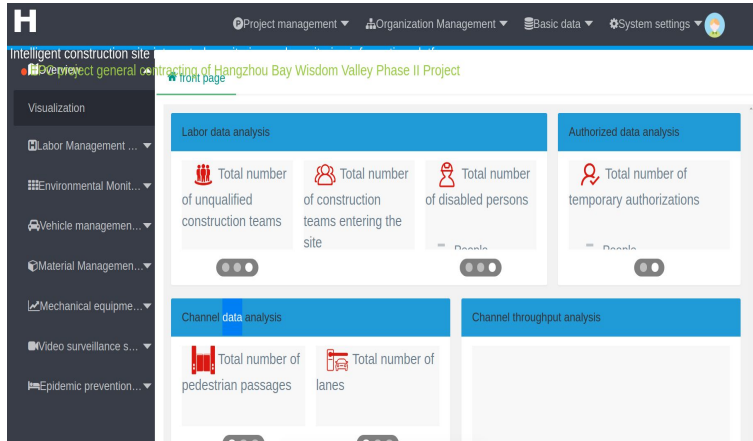 H
Project management Organization Management Basic data System settings
Intelligent construction site
Overview
project general contracting of Hangzhou Bay Wisdom Valley Phase II Project
front page
Visualization
Labor Management ...
Environmental Monit...
Vehicle managemen...
Material Managemen...
Mechanical equipme...
Video surveillance s...
Epidemic prevention...
Labor data analysis
Total number of unqualified construction teams
Total number of construction teams entering the site
Total number of disabled persons
People
Authorized data analysis
Total number of temporary authorizations
People
Channel data analysis
Total number of pedestrian passages
Total number of lanes
Channel throughput analysis